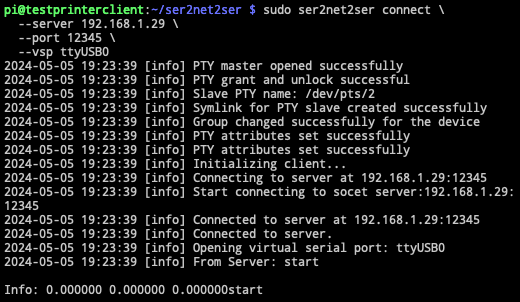 pi@testprinterclient:~/ser2net2ser $ sudo ser2net2ser connect \
  --server 192.168.1.29 \
  --port 12345 \
  --vsp ttyUSB0
2024-05-05 19:23:39 [info] PTY master opened successfully
2024-05-05 19:23:39 [info] PTY grant and unlock successful
2024-05-05 19:23:39 [info] Slave PTY name: /dev/pts/2
2024-05-05 19:23:39 [info] Symlink for PTY slave created successfully
2024-05-05 19:23:39 [info] Group changed successfully for the device
2024-05-05 19:23:39 [info] PTY attributes set successfully
2024-05-05 19:23:39 [info] PTY attributes set successfully
2024-05-05 19:23:39 [info] Initializing client...
2024-05-05 19:23:39 [info] Connecting to server at 192.168.1.29:12345
2024-05-05 19:23:39 [info] Start connecting to socet server:192.168.1.29:
12345
2024-05-05 19:23:39 [info] Connected to server at 192.168.1.29:12345
2024-05-05 19:23:39 [info] Connected to server.
2024-05-05 19:23:39 [info] Opening virtual serial port: ttyUSB0
2024-05-05 19:23:39 [info] From Server: start
Info: 0.000000 0.000000 0.000000start